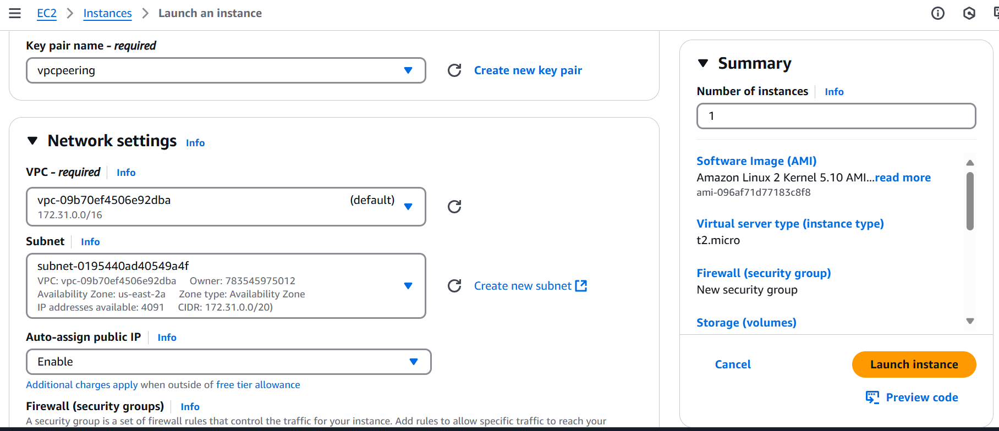 EC2 > Instances > Launch an instance
Key pair name - required
vpcpeering
Create new key pair
Network settings Info
VPC - required Info
vpc-09b70ef4506e92dba (default)
172.31.0.0/16
Subnet Info
subnet-0195440ad40549a4f
VPC: vpc-09b70ef4506e92dba Owner: 783545975012
Availability Zone: us-east-2a Zone type: Availability Zone
IP addresses available: 4091 CIDR: 172.31.0.0/20)
Create new subnet
Auto-assign public IP Info
Enable
Additional charges apply when outside of free tier allowance
Firewall (security groups) Info
A security group is a set of firewall rules that control the traffic for your instance. Add rules to allow specific traffic to reach your
Summary
Number of instances Info
1
Software Image (AMI)
Amazon Linux 2 Kernel 5.10 AMI...read more
ami-096af71d77183c8f8
Virtual server type (instance type)
t2.micro
Firewall (security group)
New security group
Storage (volumes)
Cancel
Launch instance
Preview code